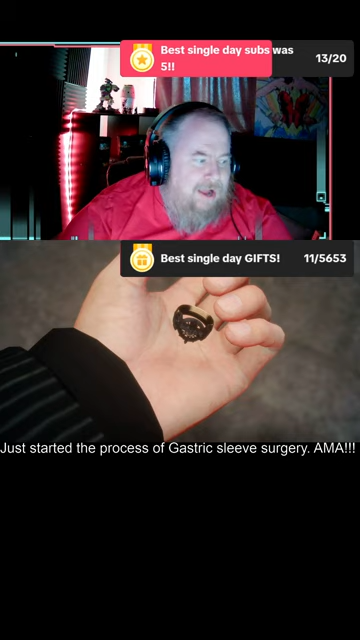 Best single day subs was
5!!
13/20
Best single day GIFTS!
11/5653
Just started the process of Gastric sleeve surgery. AMA!!!